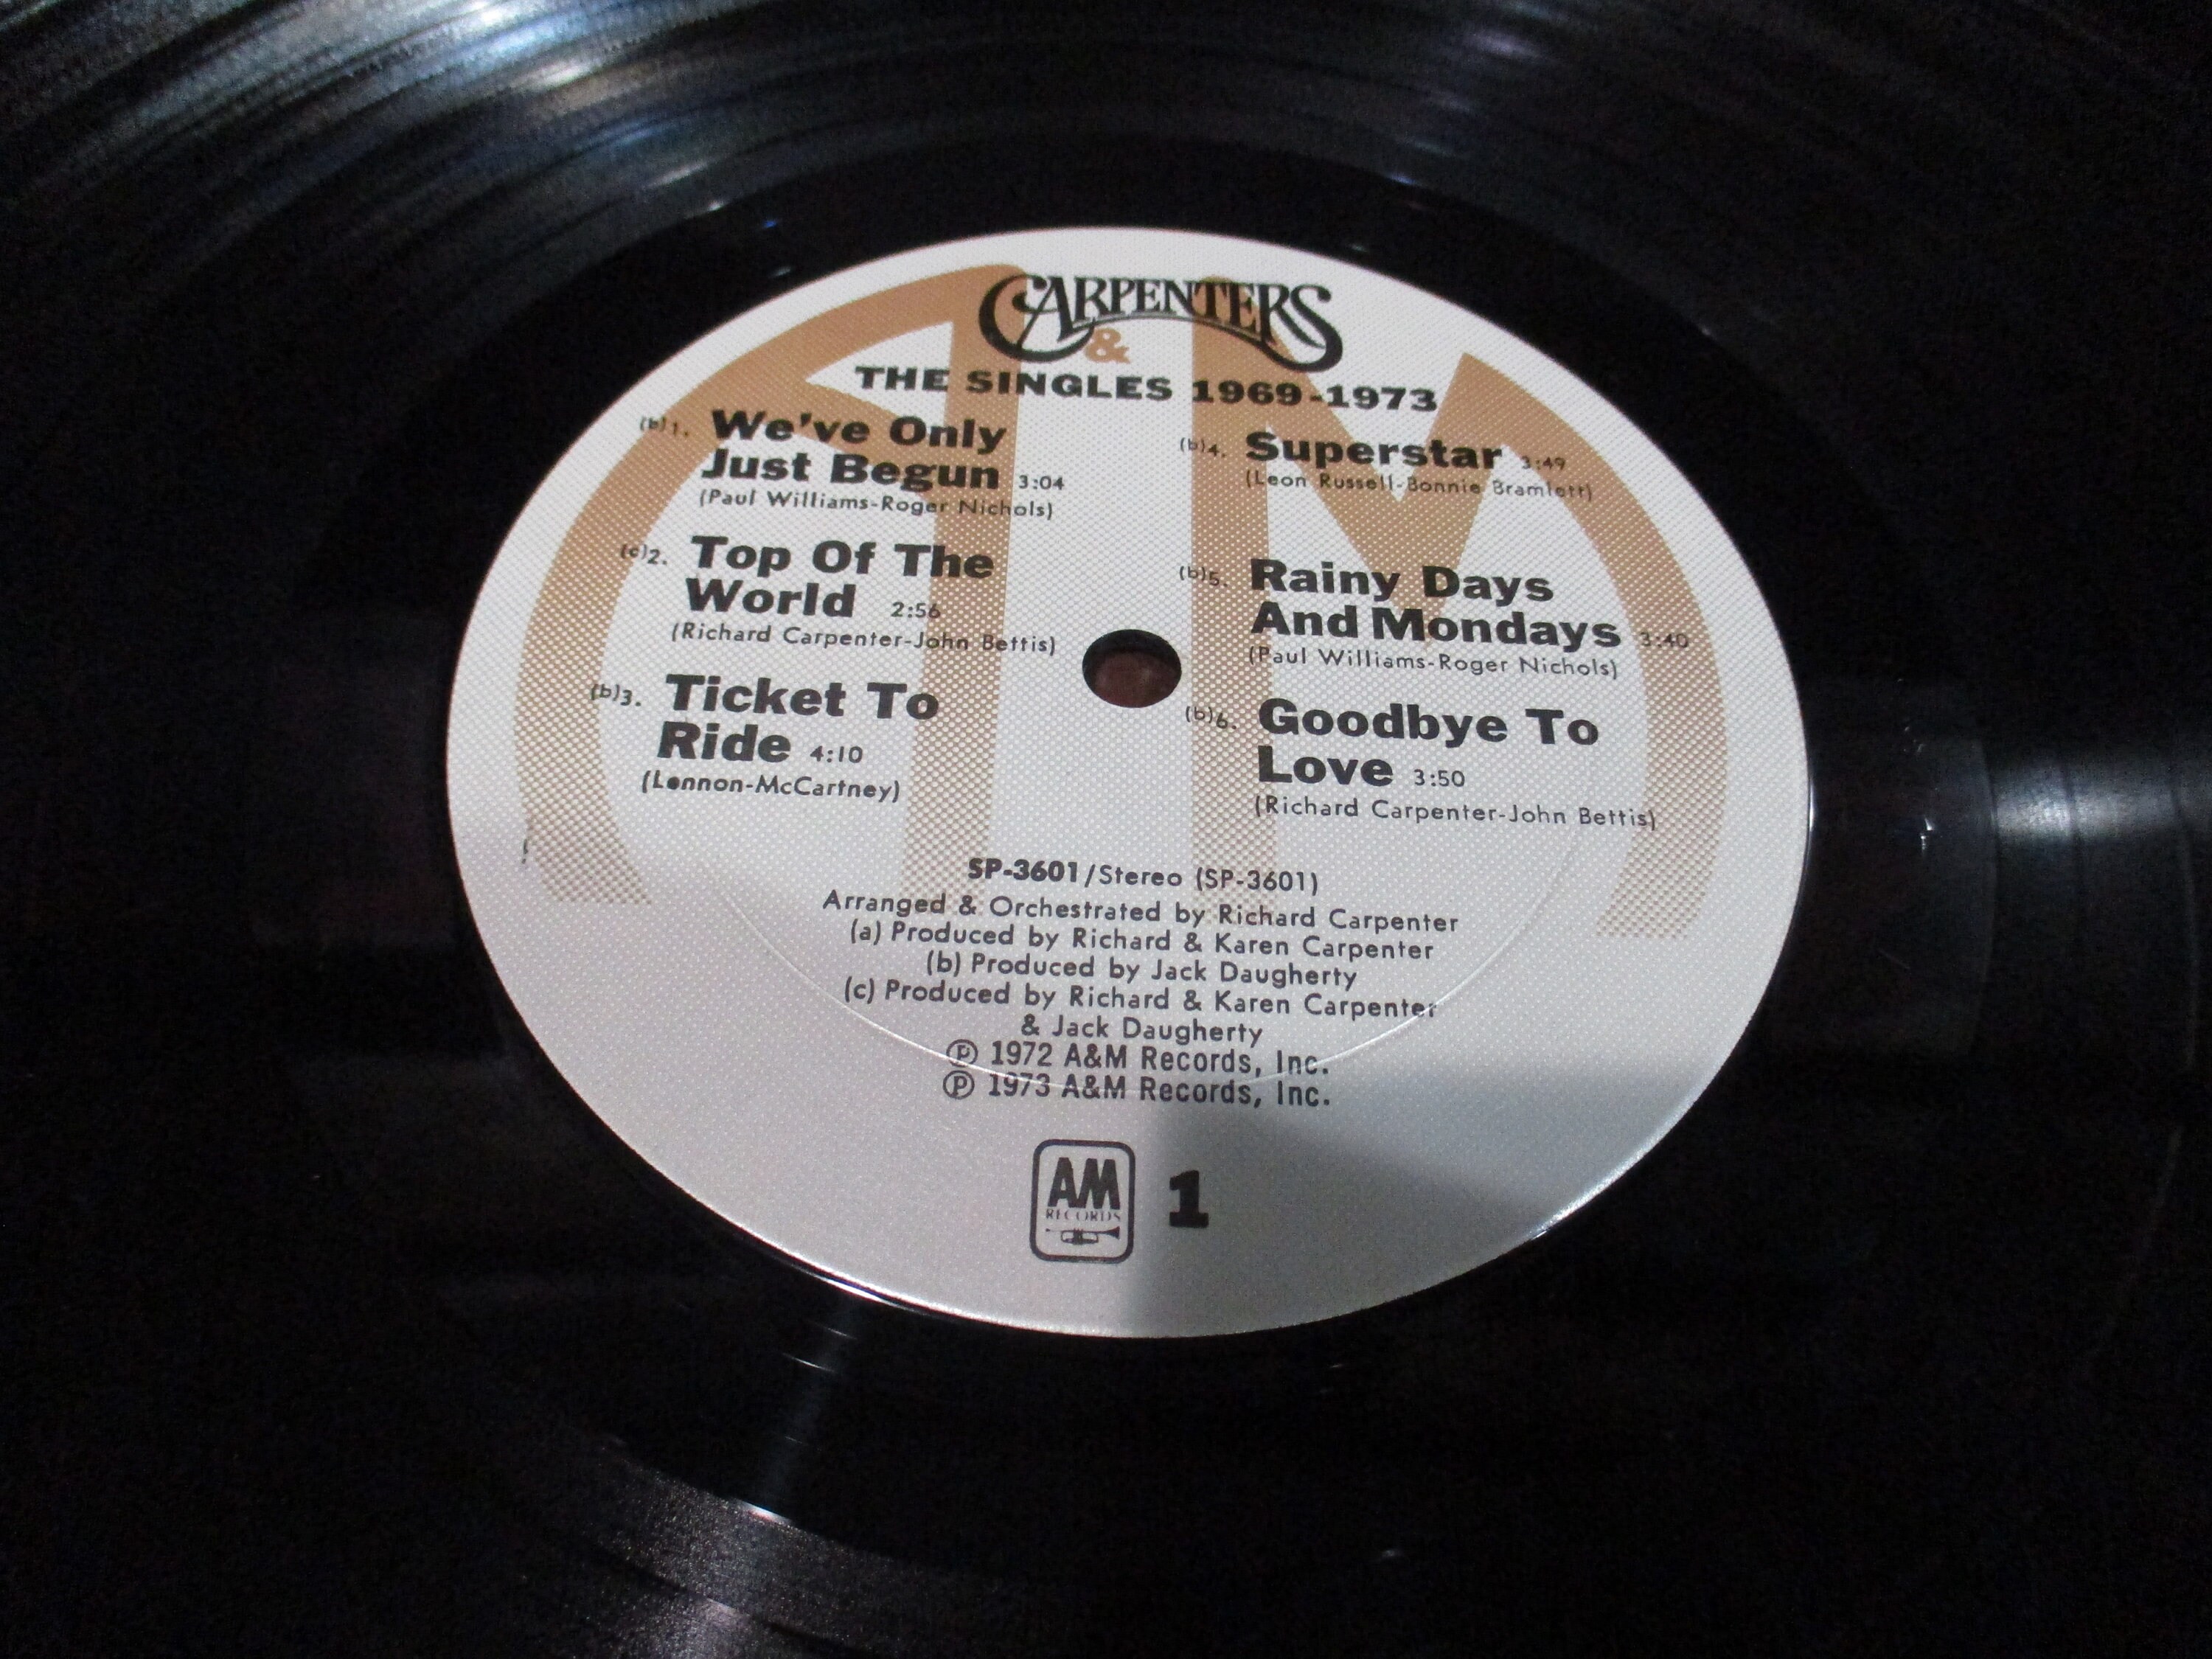 CARPENTERS
&
THE SINGLES 1969-1973
(b)1. We've Only
Just Begun 3:04
(Paul Williams-Roger Nichols)
(c)2. Top Of The
World 2:56
(Richard Carpenter-John Bettis)
(b)3. Ticket To
Ride 4:10
(Lennon-McCartney)
(b)4. Superstar 3:49
(Leon Russell-Bonnie Bramlett)
(b)5. Rainy Days
And Mondays 3:40
(Paul Williams-Roger Nichols)
(b)6. Goodbye To
Love 3:50
(Richard Carpenter-John Bettis)
SP-3601/Stereo (SP-3601)
Arranged & Orchestrated by Richard Carpenter
(a) Produced by Richard & Karen Carpenter
(b) Produced by Jack Daugherty
(c) Produced by Richard & Karen Carpenter
& Jack Daugherty
℗ 1972 A&M Records, Inc.
℗ 1973 A&M Records, Inc.
AM
RECORDS
1